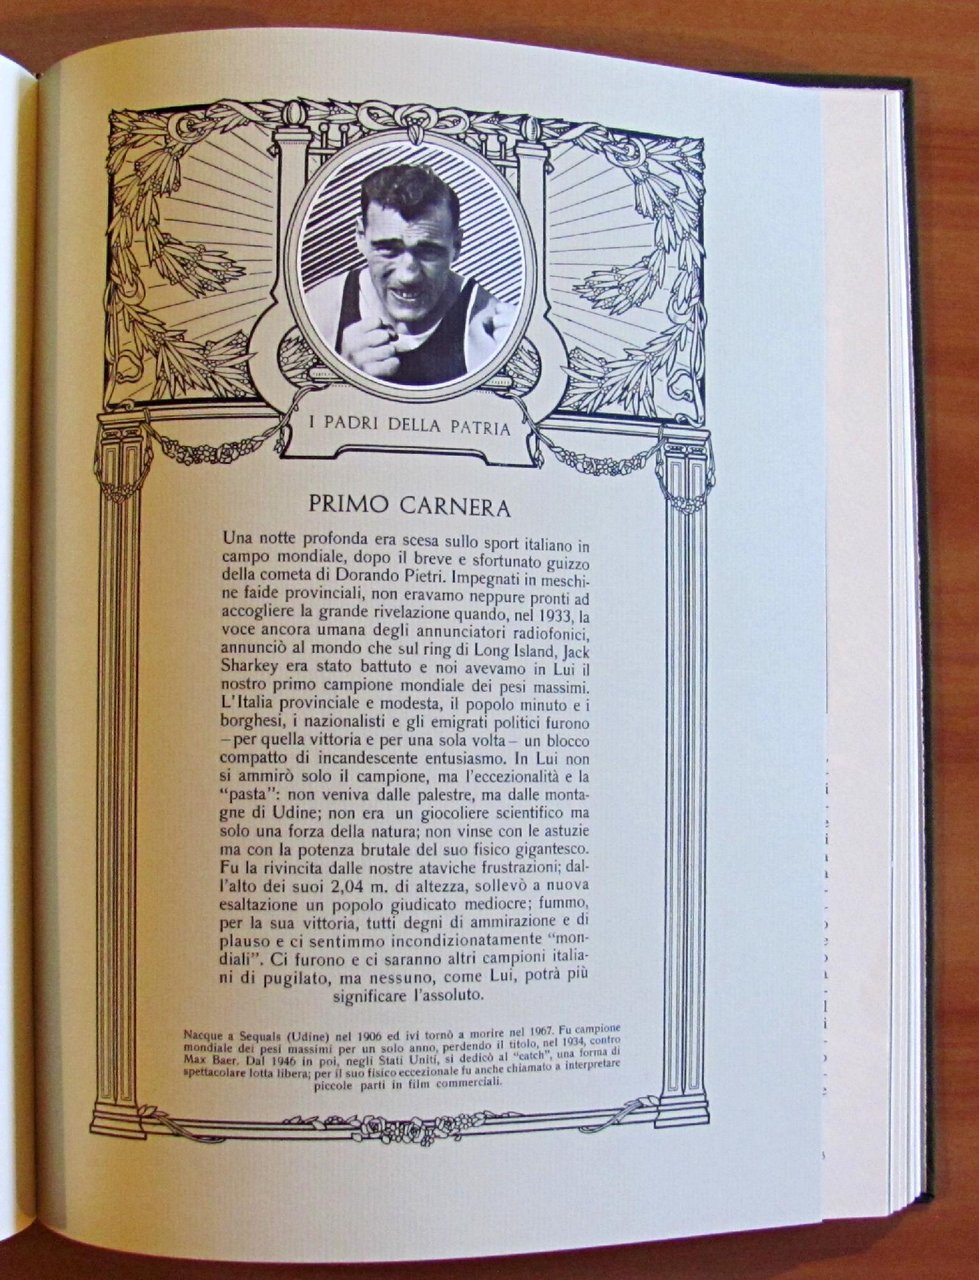 I PADRI DELLA PATRIA
PRIMO CARNERA
Una notte profonda era scesa sullo sport italiano in
campo mondiale, dopo il breve e sfortunato guizzo
della cometa di Dorando Pietri. Impegnati in meschi-
ne faide provinciali, non eravamo neppure pronti ad
accogliere la grande rivelazione quando, nel 1933, la
voce ancora umana degli annunciatori radiofonici,
annunciò al mondo che sul ring di Long Island, Jack
Sharkey era stato battuto e noi avevamo in Lui il
nostro primo campione mondiale dei pesi massimi.
L'Italia provinciale e modesta, il popolo minuto e i
borghesi, i nazionalisti e gli emigrati politici furono
– per quella vittoria e per una sola volta – un blocco
compatto di incandescente entusiasmo. In Lui non
si ammirò solo il campione, ma l'eccezionalità e la
“pasta”: non veniva dalle palestre, ma dalle monta-
gne di Udine; non era un giocoliere scientifico ma
solo una forza della natura; non vinse con le astuzie
ma con la potenza brutale del suo fisico gigantesco.
Fu la rivincita dalle nostre ataviche frustrazioni; dal-
l'alto dei suoi 2,04 m. di altezza, sollevò a nuova
esaltazione un popolo giudicato mediocre; fummo,
per la sua vittoria, tutti degni di ammirazione e di
plauso e ci sentimmo incondizionatamente “mon-
diali”. Ci furono e ci saranno altri campioni italia-
ni di pugilato, ma nessuno, come Lui, potrà più
significare l'assoluto.
Nacque a Sequals (Udine) nel 1906 ed ivi tornò a morire nel 1967. Fu campione
mondiale dei pesi massimi per un solo anno, perdendo il titolo, nel 1934, contro
Max Baer. Dal 1946 in poi, negli Stati Uniti, si dedicò al “catch”, una forma di
spettacolare lotta libera; per il suo fisico eccezionale fu anche chiamato a interpretare
piccole parti in film commerciali.